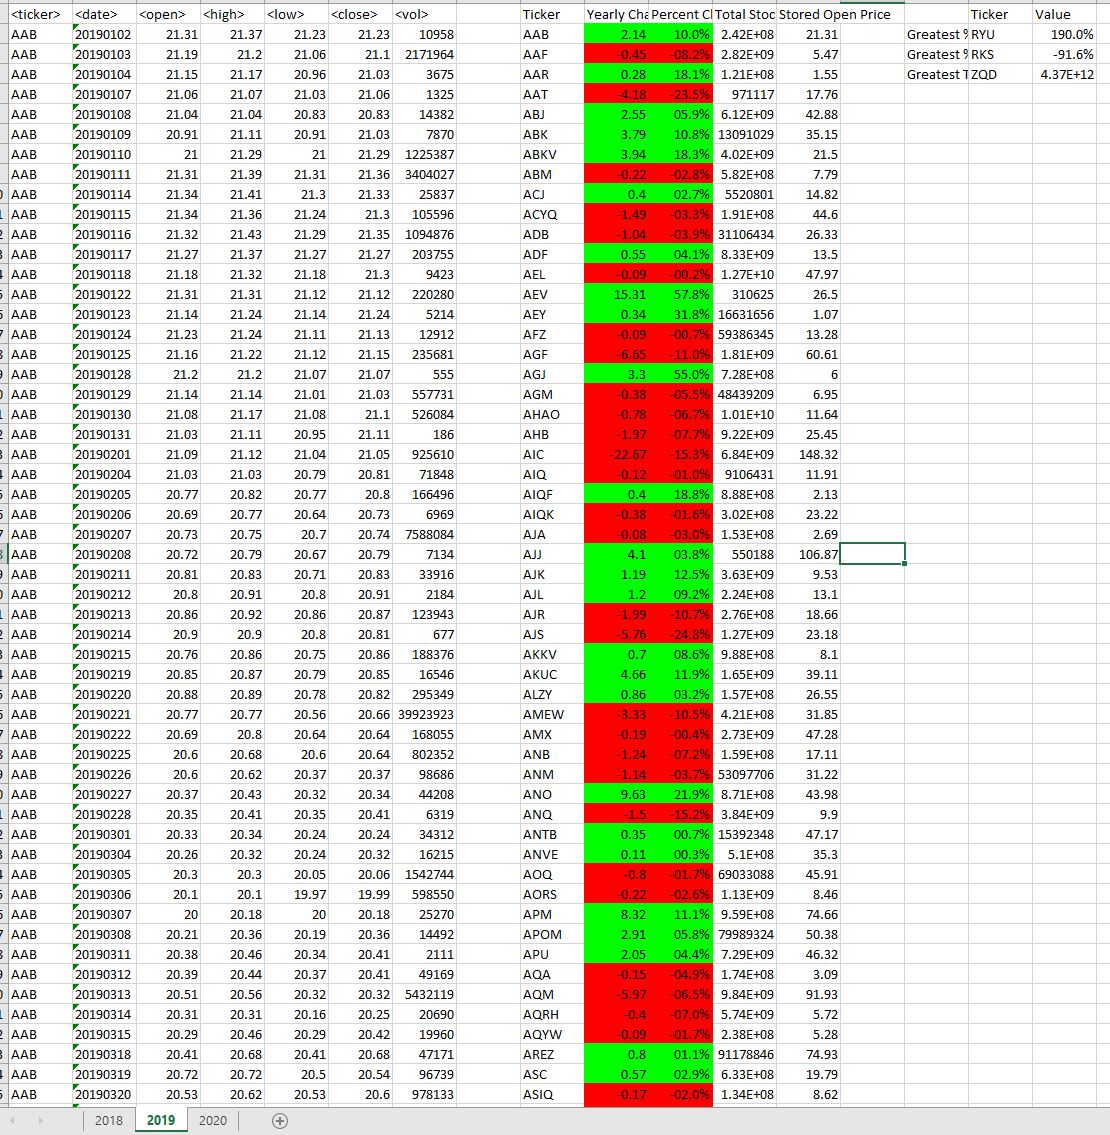 <ticker> <date> <open> <high> <low> <close> <vol> Ticker Yearly Cha Percent C Total Stoc Stored Open Price Ticker Value
AAB 20190102 21.31 21.37 21.23 21.23 10958 AAB 2.14 10.0% 2.42E+08 21.31 Greatest % RYU 190.0%
AAB 20190103 21.19 21.2 21.06 21.1 2171964 AAF -0.45 -08.2% 2.82E+09 5.47 Greatest % RKS -91.6%
AAB 20190104 21.15 21.17 20.96 21.03 3675 AAR 0.28 18.1% 1.21E+08 1.55 Greatest T ZQD 4.37E+12
AAB 20190107 21.06 21.07 21.03 21.06 1325 AAT -4.18 -23.5% 971117 17.76
AAB 20190108 21.04 21.04 20.83 20.83 14382 ABJ 2.55 05.9% 6.12E+09 42.88
AAB 20190109 20.91 21.11 20.91 21.03 7870 ABK 3.79 10.8% 13091029 35.15
AAB 20190110 21 21.29 21 21.29 1225387 ABKV 3.94 18.3% 4.02E+09 21.5
AAB 20190111 21.31 21.39 21.31 21.36 3404027 ABM -0.22 -02.8% 5.82E+08 7.79
AAB 20190114 21.34 21.41 21.3 21.33 25837 ACJ 0.4 02.7% 5520801 14.82
AAB 20190115 21.34 21.36 21.24 21.3 105596 ACYQ -1.49 -03.3% 1.91E+08 44.6
AAB 20190116 21.32 21.43 21.29 21.35 1094876 ADB -1.04 -03.9% 31106434 26.33
AAB 20190117 21.27 21.37 21.27 21.27 203755 ADF 0.55 04.1% 8.33E+09 13.5
AAB 20190118 21.18 21.32 21.18 21.3 9423 AEL -0.09 -00.2% 1.27E+10 47.97
AAB 20190122 21.31 21.31 21.12 21.12 220280 AEV 15.31 57.8% 310625 26.5
AAB 20190123 21.14 21.24 21.14 21.24 5214 AEY 0.34 31.8% 16631656 1.07
AAB 20190124 21.23 21.24 21.11 21.13 12912 AFZ -0.09 -00.7% 59386345 13.28
AAB 20190125 21.16 21.22 21.12 21.15 235681 AGF -6.65 -11.0% 1.81E+09 60.61
AAB 20190128 21.2 21.2 21.07 21.07 555 AGJ 3.3 55.0% 7.28E+08 6
AAB 20190129 21.14 21.14 21.01 21.03 557731 AGM -0.38 -05.5% 48439209 6.95
AAB 20190130 21.08 21.17 21.08 21.1 526084 AHAO -0.78 -06.7% 1.01E+10 11.64
AAB 20190131 21.03 21.11 20.95 21.11 186 AHB -1.97 -07.7% 9.22E+09 25.45
AAB 20190201 21.09 21.12 21.04 21.05 925610 AIC -22.67 -15.3% 6.84E+09 148.32
AAB 20190204 21.03 21.03 20.79 20.81 71848 AIQ -0.12 -01.0% 9106431 11.91
AAB 20190205 20.77 20.82 20.77 20.8 166496 AIQF 0.4 18.8% 8.88E+08 2.13
AAB 20190206 20.69 20.77 20.64 20.73 6969 AIQK -0.38 -01.6% 3.02E+08 23.22
AAB 20190207 20.73 20.75 20.7 20.74 7588084 AJA -0.08 -03.0% 1.53E+08 2.69
AAB 20190208 20.72 20.79 20.67 20.79 7134 AJJ 4.1 03.8% 550188 106.87
AAB 20190211 20.81 20.83 20.71 20.83 33916 AJK 1.19 12.5% 3.63E+09 9.53
AAB 20190212 20.8 20.91 20.8 20.91 2184 AJL 1.2 09.2% 2.24E+08 13.1
AAB 20190213 20.86 20.92 20.86 20.87 123943 AJR -1.99 -10.7% 2.76E+08 18.66
AAB 20190214 20.9 20.9 20.8 20.81 677 AJS -5.76 -24.8% 1.27E+09 23.18
AAB 20190215 20.76 20.86 20.75 20.86 188376 AKKV 0.7 08.6% 9.88E+08 8.1
AAB 20190219 20.85 20.87 20.79 20.85 16546 AKUC 4.66 11.9% 1.65E+09 39.11
AAB 20190220 20.88 20.89 20.78 20.82 295349 ALZY 0.86 03.2% 1.57E+08 26.55
AAB 20190221 20.77 20.77 20.56 20.66 39923923 AMEW -3.33 -10.5% 4.21E+08 31.85
AAB 20190222 20.69 20.8 20.64 20.64 168055 AMX -0.19 -00.4% 2.73E+09 47.28
AAB 20190225 20.6 20.68 20.6 20.64 802352 ANB -1.24 -07.2% 1.59E+08 17.11
AAB 20190226 20.6 20.62 20.37 20.37 98686 ANM -1.14 -03.7% 53097706 31.22
AAB 20190227 20.37 20.43 20.32 20.34 44208 ANO 9.63 21.9% 8.71E+08 43.98
AAB 20190228 20.35 20.41 20.35 20.41 6319 ANQ -1.5 -15.2% 3.84E+09 9.9
AAB 20190301 20.33 20.34 20.24 20.24 34312 ANTB 0.35 00.7% 15392348 47.17
AAB 20190304 20.26 20.32 20.24 20.32 16215 ANVE 0.11 00.3% 5.1E+08 35.3
AAB 20190305 20.3 20.3 20.05 20.06 1542744 AOQ -0.8 -01.7% 69033088 45.91
AAB 20190306 20.1 20.1 19.97 19.99 598550 AORS -0.22 -02.6% 1.13E+09 8.46
AAB 20190307 20 20.18 20 20.18 25270 APM 8.32 11.1% 9.59E+08 74.66
AAB 20190308 20.21 20.36 20.19 20.36 14492 APOM 2.91 05.8% 79989324 50.38
AAB 20190311 20.38 20.46 20.34 20.41 2111 APU 2.05 04.4% 7.29E+09 46.32
AAB 20190312 20.39 20.44 20.37 20.41 49169 AQA -0.15 -04.9% 1.74E+08 3.09
AAB 20190313 20.51 20.56 20.32 20.32 5432119 AQM -5.97 -06.5% 9.84E+09 91.93
AAB 20190314 20.31 20.31 20.16 20.25 20690 AQRH -0.4 -07.0% 5.74E+09 5.72
AAB 20190315 20.29 20.46 20.29 20.42 19960 AQYW -0.09 -01.7% 2.38E+08 5.28
AAB 20190318 20.41 20.68 20.41 20.68 47171 AREZ 0.8 01.1% 91178846 74.93
AAB 20190319 20.72 20.72 20.5 20.54 96739 ASC 0.57 02.9% 6.33E+08 19.79
AAB 20190320 20.53 20.62 20.53 20.6 978133 ASIQ -0.17 -02.0% 1.34E+08 8.62
2018 2019 2020